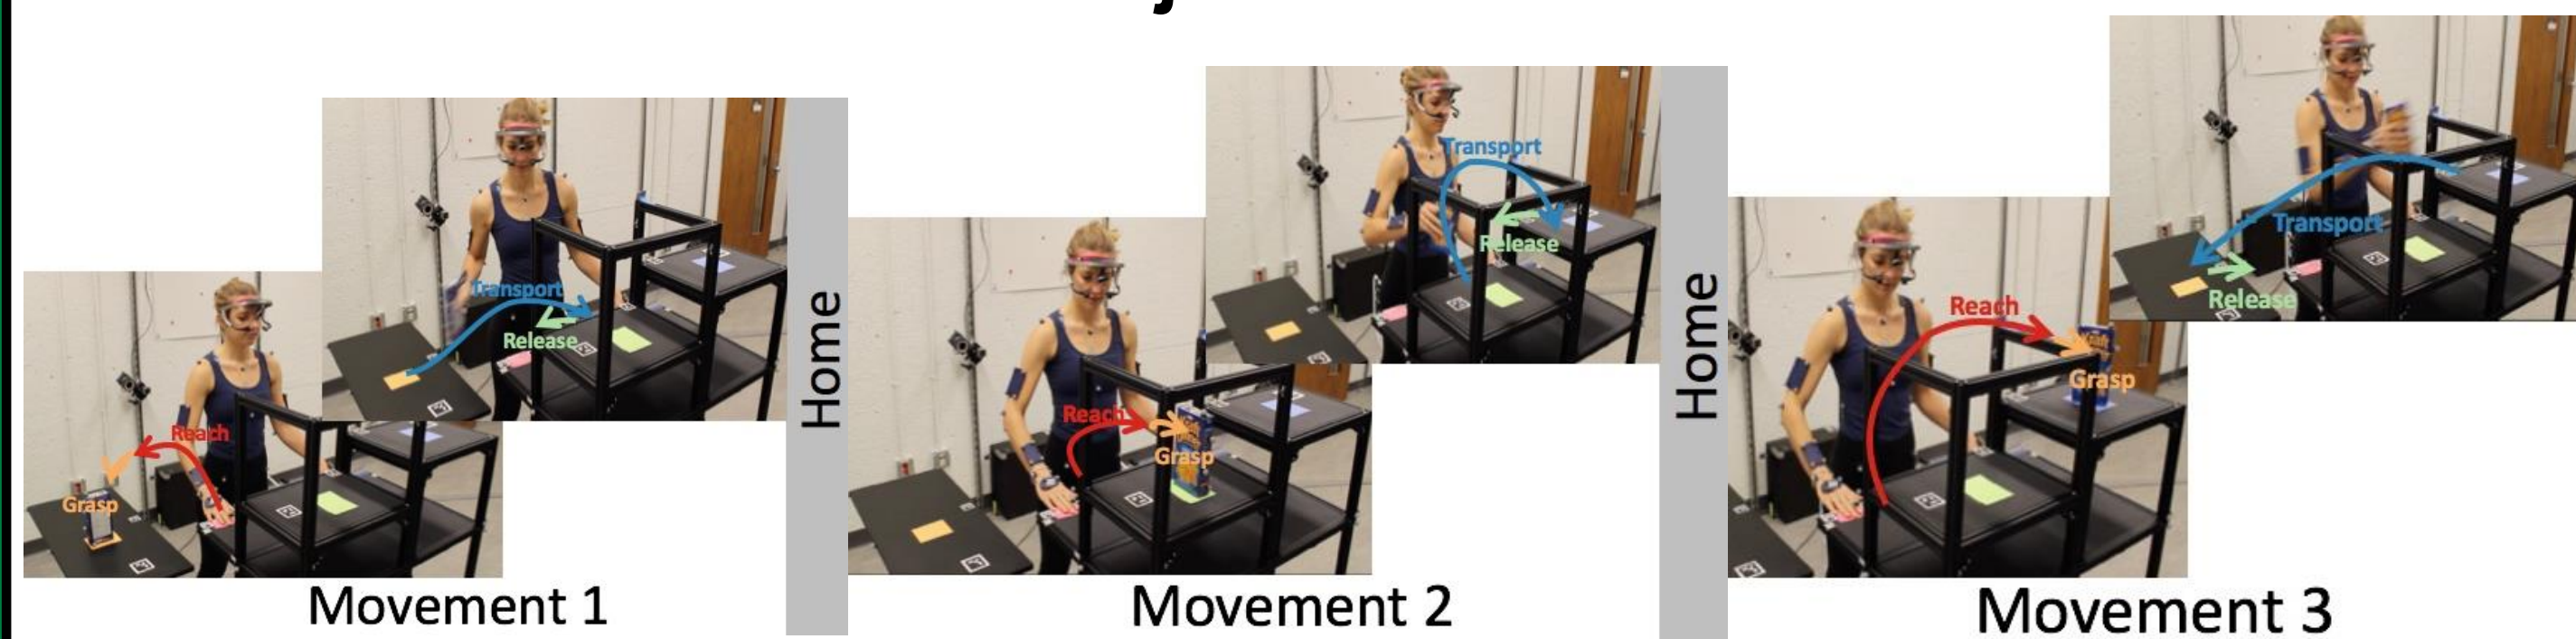 Reach
Grasp
Transport
Release
Movement 1
Home
Reach
Grasp
Transport
Release
Movement 2
Home
Reach
Grasp
Transport
Release
Movement 3